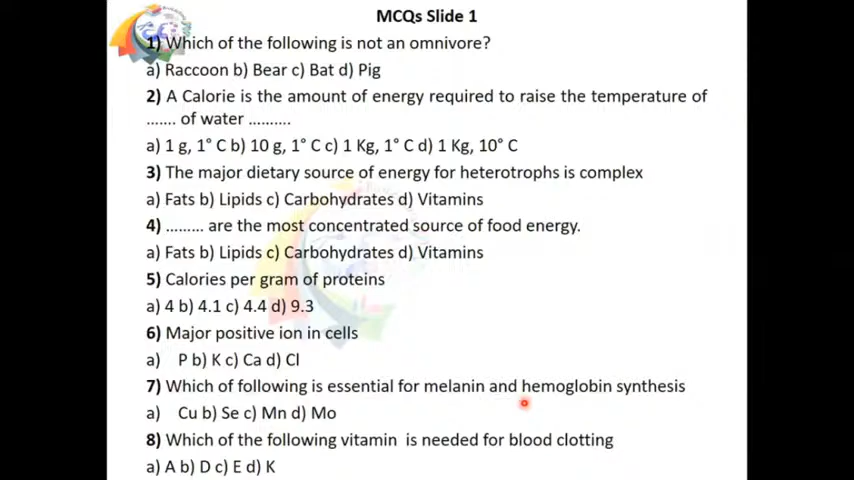 MCQs Slide 1
1) Which of the following is not an omnivore?
a) Raccoon b) Bear c) Bat d) Pig
2) A Calorie is the amount of energy required to raise the temperature of
....... of water ..........
a) 1 g, 1° C b) 10 g, 1° C c) 1 Kg, 1° C d) 1 Kg, 10° C
3) The major dietary source of energy for heterotrophs is complex
a) Fats b) Lipids c) Carbohydrates d) Vitamins
4) ......... are the most concentrated source of food energy.
a) Fats b) Lipids c) Carbohydrates d) Vitamins
5) Calories per gram of proteins
a) 4 b) 4.1 c) 4.4 d) 9.3
6) Major positive ion in cells
a) P b) K c) Ca d) Cl
7) Which of following is essential for melanin and hemoglobin synthesis
a) Cu b) Se c) Mn d) Mo
8) Which of the following vitamin is needed for blood clotting
a) A b) D c) E d) K